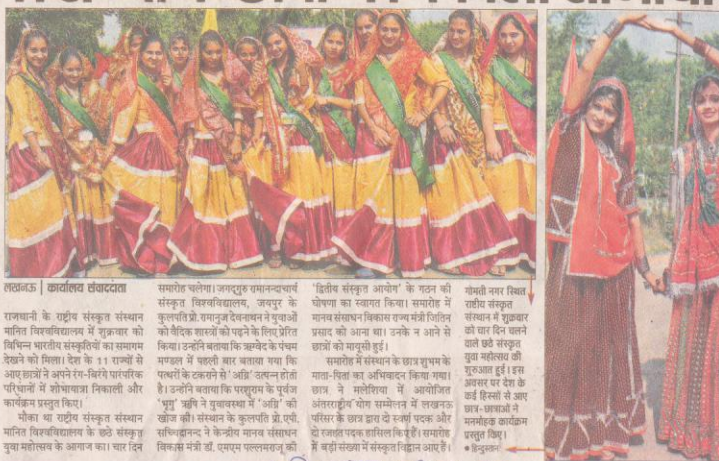 लखनऊ | कार्यालय संवाददाता
राजधानी के राष्ट्रीय संस्कृत संस्थान
मानित विश्वविद्यालय में शुक्रवार को
विभिन्न भारतीय संस्कृतियों का समागम
देखने को मिला। देश के 11 राज्यों से
आए छात्रों ने अपने रंग-बिरंगे पारंपरिक
परिधानों में शोभायात्रा निकाली और
कार्यक्रम प्रस्तुत किए।
मौका था राष्ट्रीय संस्कृत संस्थान
मानित विश्वविद्यालय के छठे संस्कृत
युवा महोत्सव के आगाज का। चार दिन
समारोह चलेगा। जगद्गुरु रामानन्दाचार्य
संस्कृत विश्वविद्यालय, जयपुर के
कुलपति प्रो. रामानुज देवनाथन ने युवाओं
को वैदिक शास्त्रों को पढ़ने के लिए प्रेरित
किया। उन्होंने बताया कि ऋग्वेद के पंचम
मण्डल में पहली बार बताया गया कि
पत्थरों के टकराने से 'अग्नि' उत्पन्न होती
है। उन्होंने बताया कि परशुराम के पूर्वज
'भृगु' ऋषि ने युवावस्था में 'अग्नि' की
खोज की। संस्थान के कुलपति प्रो. एपी.
सच्चिदानन्द ने केन्द्रीय मानव संसाधन
विकास मंत्री डॉ. एमएम पल्लमराजू की
'द्वितीय संस्कृत आयोग' के गठन की
घोषणा का स्वागत किया। समारोह में
मानव संसाधन विकास राज्य मंत्री जितिन
प्रसाद को आना था। उनके न आने से
छात्रों को मायूसी हुई।
समारोह में संस्थान के छात्र शुभम के
माता-पिता का अभिवादन किया गया।
छात्र ने मलेशिया में आयोजित
अंतरराष्ट्रीय योग सम्मेलन में लखनऊ
परिसर के छात्र द्वारा दो स्वर्ण पदक और
दो रजत पदक हासिल किए हैं। समारोह
में बड़ी संख्या में संस्कृत विद्वान आए हैं।
गोमती नगर स्थित
राष्ट्रीय संस्कृत
संस्थान में शुक्रवार
को चार दिन चलने
वाले छठे संस्कृत
युवा महोत्सव की
शुरुआत हुई। इस
अवसर पर देश के
कई हिस्सों से आए
छात्र-छात्राओं ने
मनमोहक कार्यक्रम
प्रस्तुत किए।
• हिन्दुस्तान